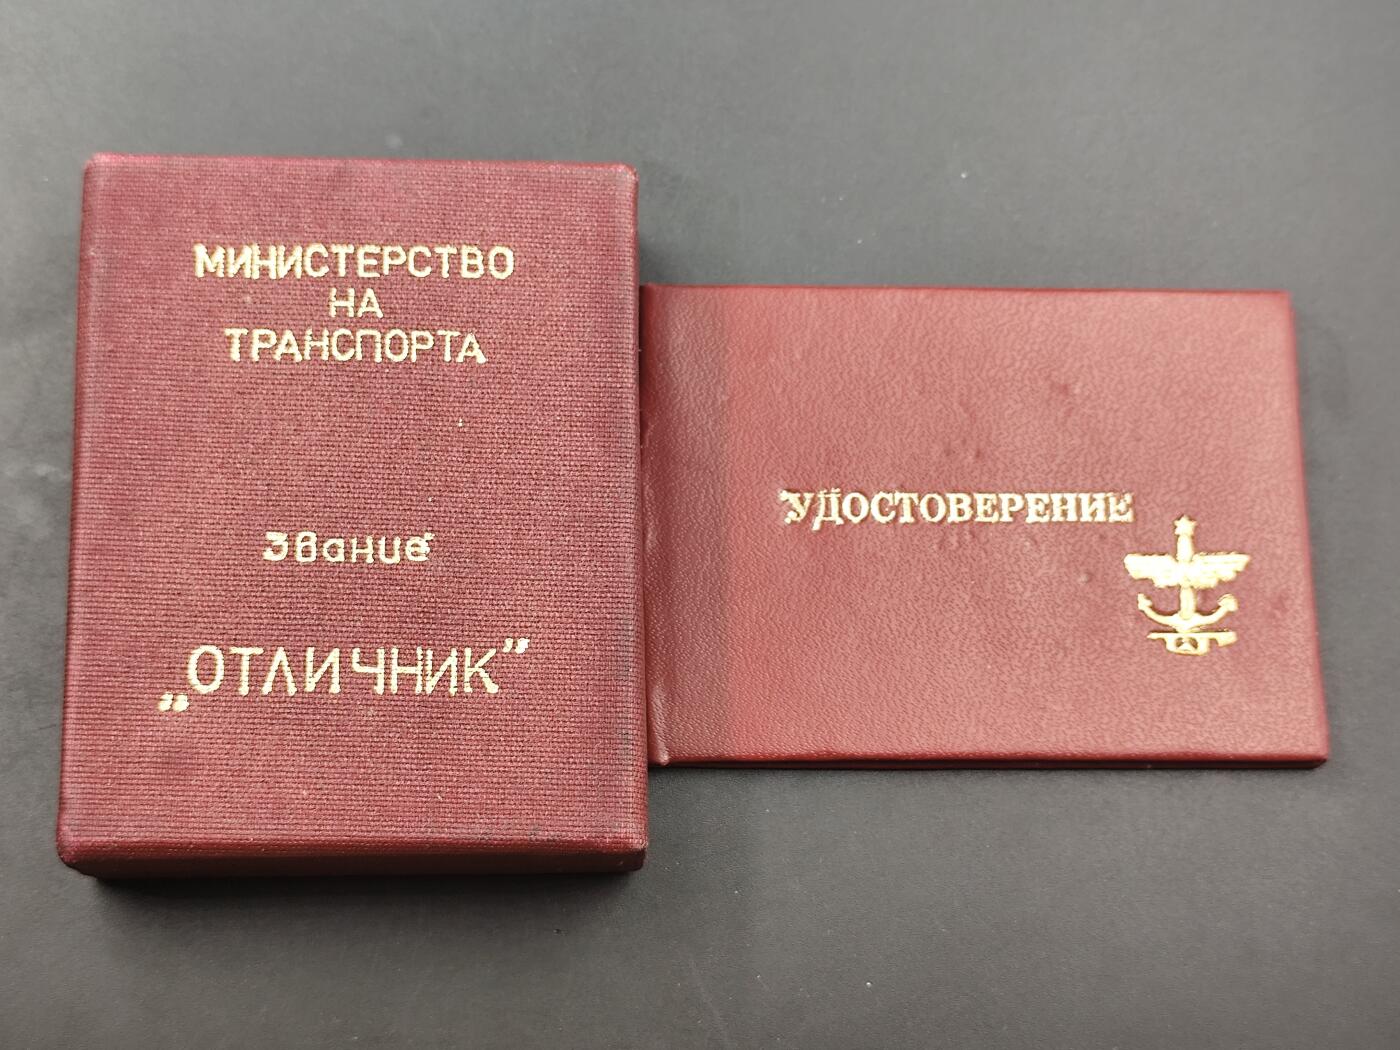 МИНИСТЕРСТВО
НА
ТРАНСПОРТА
Звание
„ОТЛИЧНИК”
УДОСТОВЕРЕНИЕ